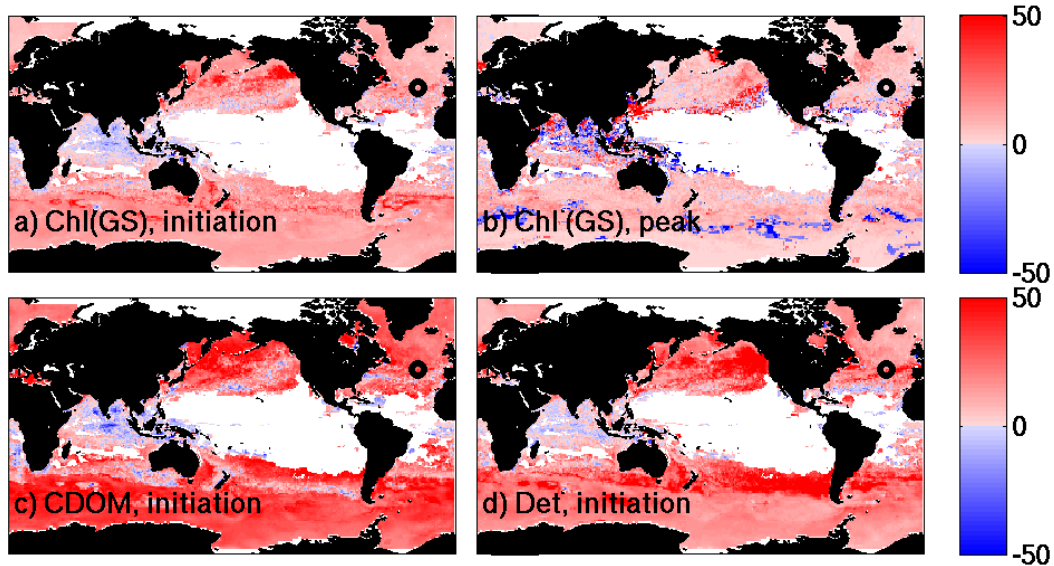 a) Chl(GS), initiation
b) Chl (GS), peak
50
0
-50
c) CDOM, initiation
d) Det, initiation
50
0
-50